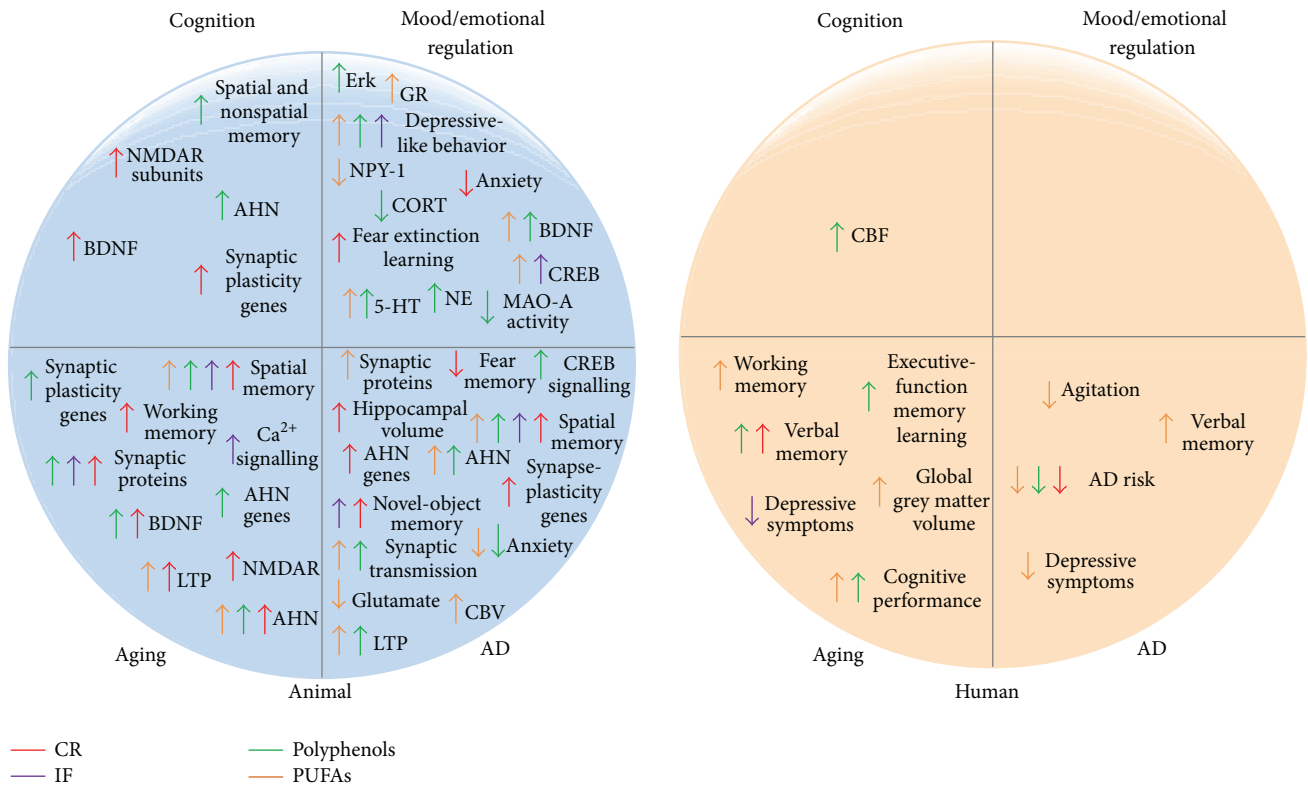 Cognition
Mood/emotional
regulation
Spatial and
nonspatial
memory
NMDAR
subunits
AHN
BDNF
Synaptic
plasticity
genes
Erk
GR
Depressive-
like behavior
NPY-1
Anxiety
CORT
BDNF
Fear extinction
learning
CREB
5-HT
NE
MAO-A
activity
Synaptic
plasticity
genes
Spatial
memory
Working
memory
Ca2+
signalling
Synaptic
proteins
AHN
genes
BDNF
LTP
NMDAR
AHN
Synaptic
proteins
Fear
memory
CREB
signalling
Hippocampal
volume
Spatial
memory
AHN
genes
AHN
Synapse-
plasticity
genes
Novel-object
memory
Synaptic
transmission
Anxiety
Glutamate
CBV
LTP
Aging
AD
Animal
Cognition
Mood/emotional
regulation
CBF
Working
memory
Executive-
function
memory
learning
Verbal
memory
Depressive
symptoms
Global
grey matter
volume
Cognitive
performance
Agitation
Verbal
memory
AD risk
Depressive
symptoms
Aging
AD
Human
CR
IF
Polyphenols
PUFAs